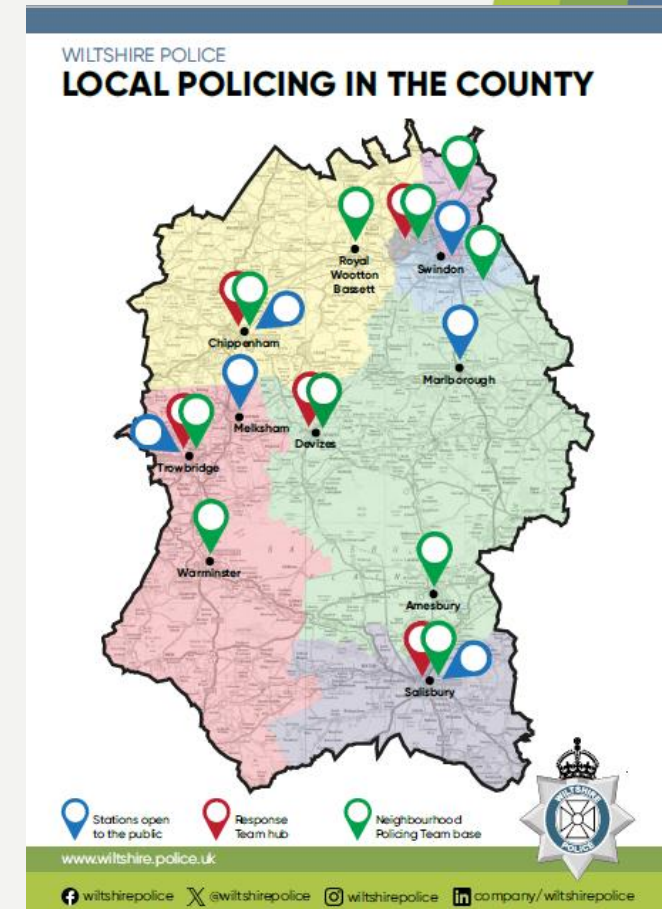 WILTSHIRE POLICE
LOCAL POLICING IN THE COUNTY
Royal
Wootton
Bassett
Swindon
Chippenham
Marlborough
Melksham
Devizes
Trowbridge
Warminster
Amesbury
Salisbury
Stations open
to the public
Response
Team hub
Neighbourhood
Policing Team base
WILTSHIRE
POLICE
www.wiltshire.police.uk
wiltshirepolice
@wiltshirepolice
wiltshirepolice
company/wiltshirepolice